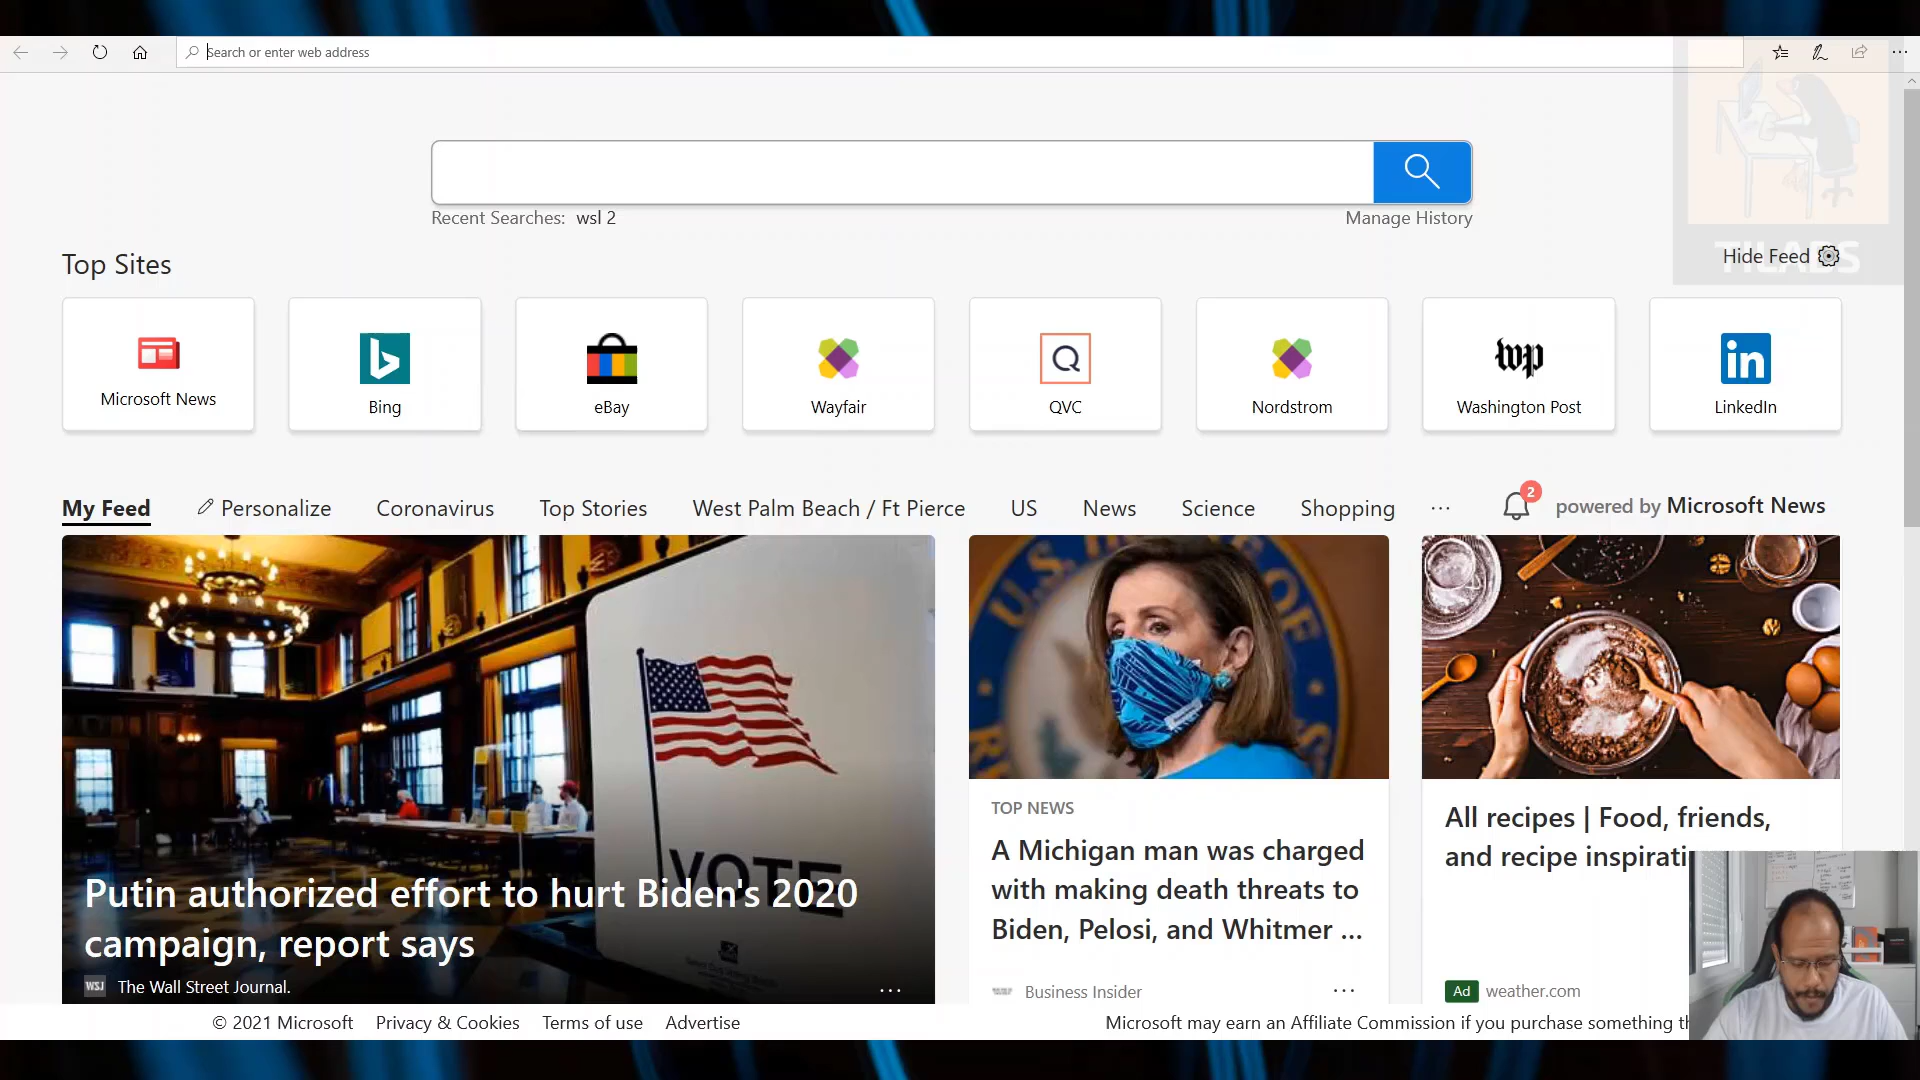 Search or enter web address
Recent Searches: wsl 2
Manage History
TILABS
Top Sites
Hide Feed
Microsoft News
Bing
eBay
Wayfair
Q
QVC
Nordstrom
wp
Washington Post
in
LinkedIn
My Feed
Personalize
Coronavirus
Top Stories
West Palm Beach / Ft Pierce
US
News
Science
Shopping
...
2
powered by Microsoft News
VOTE
Putin authorized effort to hurt Biden's 2020
campaign, report says
WSJ
The Wall Street Journal.
TOP NEWS
A Michigan man was charged
with making death threats to
Biden, Pelosi, and Whitmer ...
Business Insider
All recipes | Food, friends,
and recipe inspirati
Ad
weather.com
© 2021 Microsoft
Privacy & Cookies
Terms of use
Advertise
Microsoft may earn an Affiliate Commission if you purchase something th